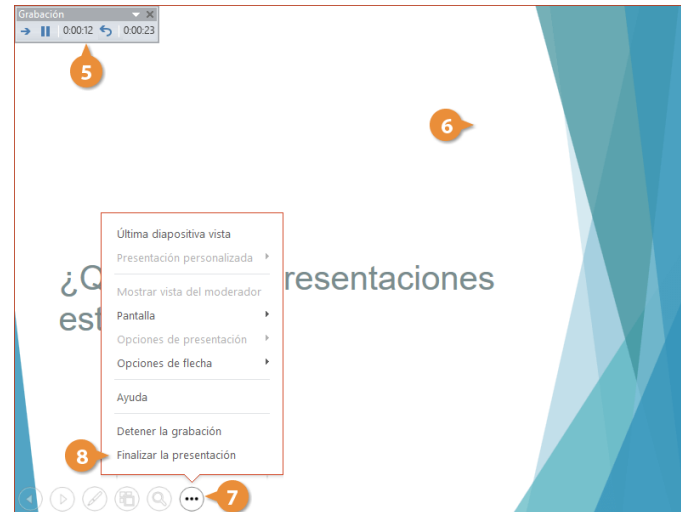 Grabación
0:00:12 0:00:23
5
6
Última diapositiva vista
Presentación personalizada
Mostrar vista del moderador
¿Q resentaciones
est
Pantalla
Opciones de presentación
Opciones de flecha
Ayuda
Detener la grabación
8 Finalizar la presentación
7